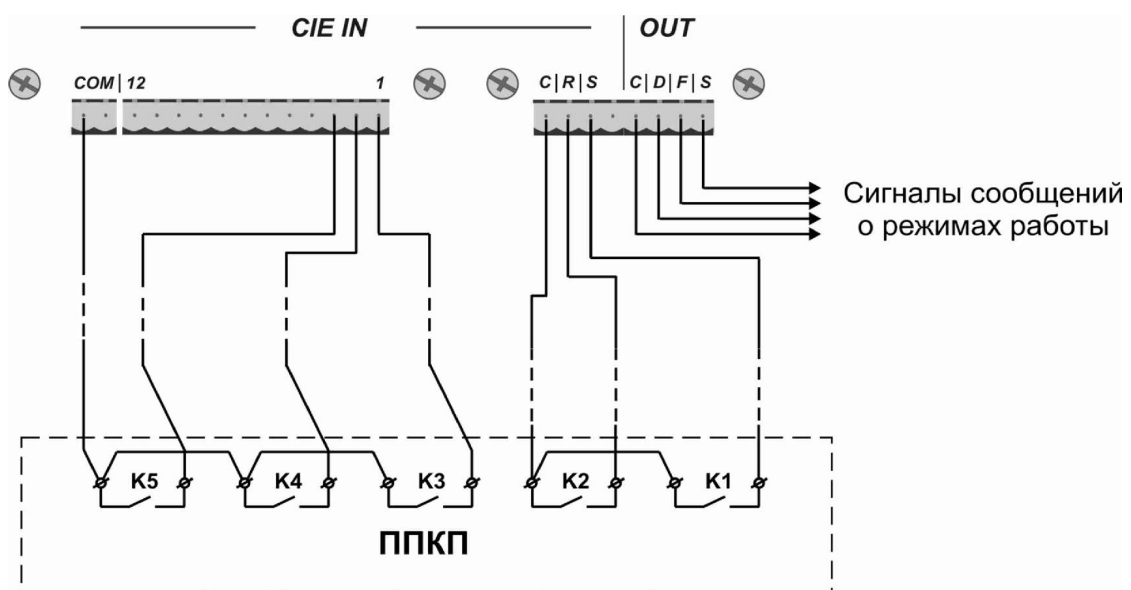 CIE IN
OUT
COM | 12
1
C | R | S
C | D | F | S
Сигналы сообщений
о режимах работы
K5
K4
K3
K2
K1
ППКП